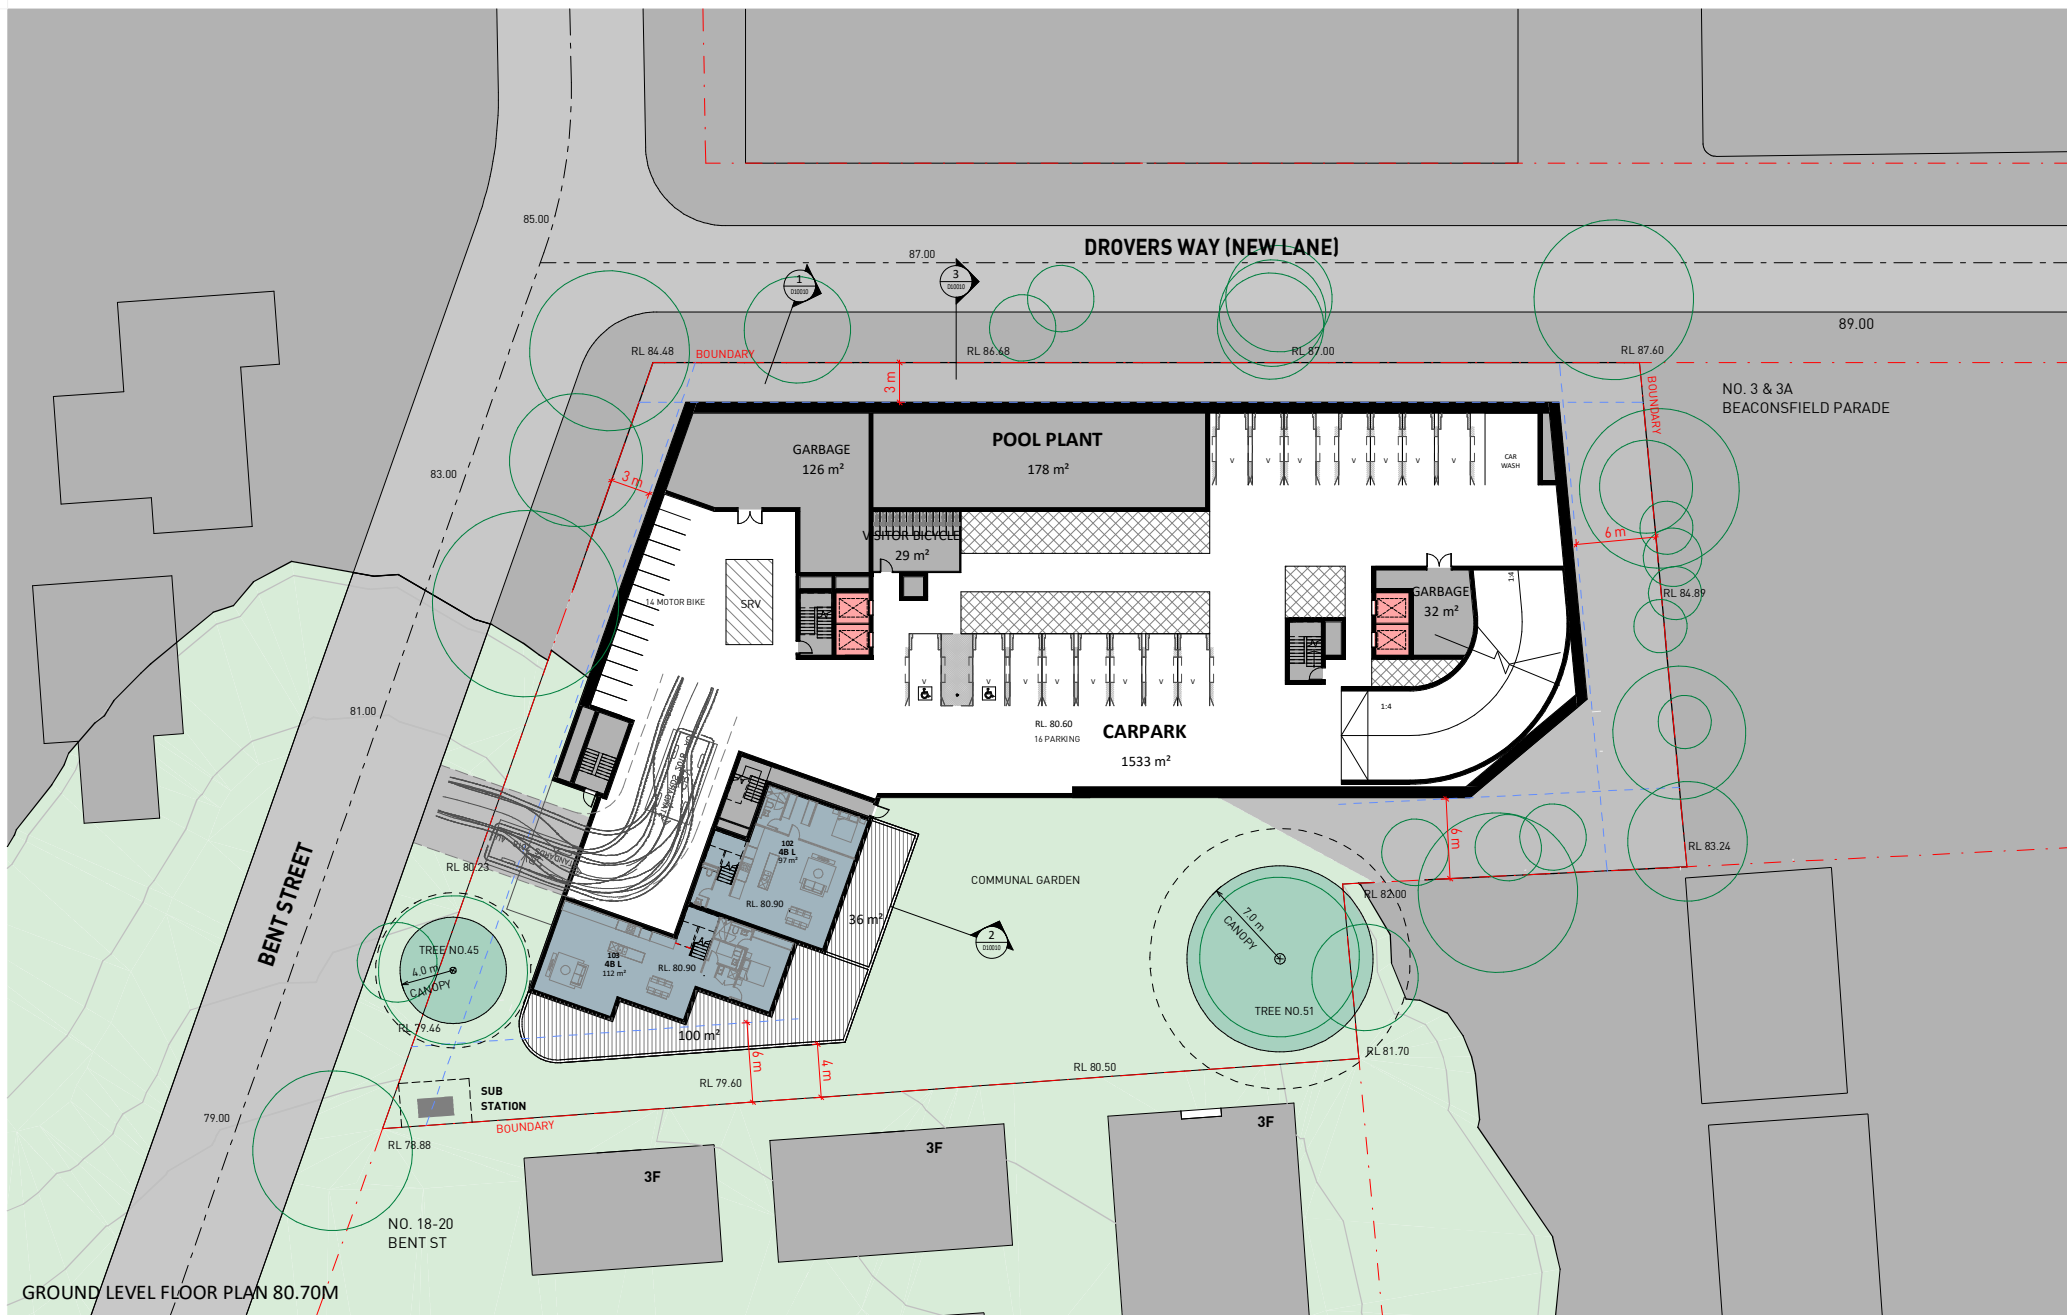 85.00
DROVERS WAY (NEW LANE)
87.00
1
D10010
3
D10010
89.00
RL 84.48
BOUNDARY
RL 86.68
RL 87.00
RL 87.60
3 m
BOUNDARY
NO. 3 & 3A
BEACONSFIELD PARADE
GARBAGE
126 m²
POOL PLANT
178 m²
V
V
V
V
V
V
V
CAR
WASH
83.00
3 m
VISITOR BICYCLE
29 m²
6 m
14 MOTOR BIKE
SRV
GARBAGE
32 m²
1:4
RL 84.89
V
V
V
V
V
V
V
81.00
RL. 80.60
16 PARKING
CARPARK
1533 m²
1:4
BENT STREET
RL 80.23
102
4B L
97 m²
RL. 80.90
COMMUNAL GARDEN
6 m
RL 83.24
RL 82.00
36 m²
7.0 m
CANOPY
2
D10010
TREE NO.45
4.0 m
CANOPY
103
4B L
112 m²
RL. 80.90
RL 79.46
100 m²
TREE NO.51
RL 81.70
6 m
4 m
RL 79.60
RL 80.50
SUB
STATION
79.00
BOUNDARY
RL 78.88
3F
3F
3F
NO. 18-20
BENT ST
GROUND LEVEL FLOOR PLAN 80.70M